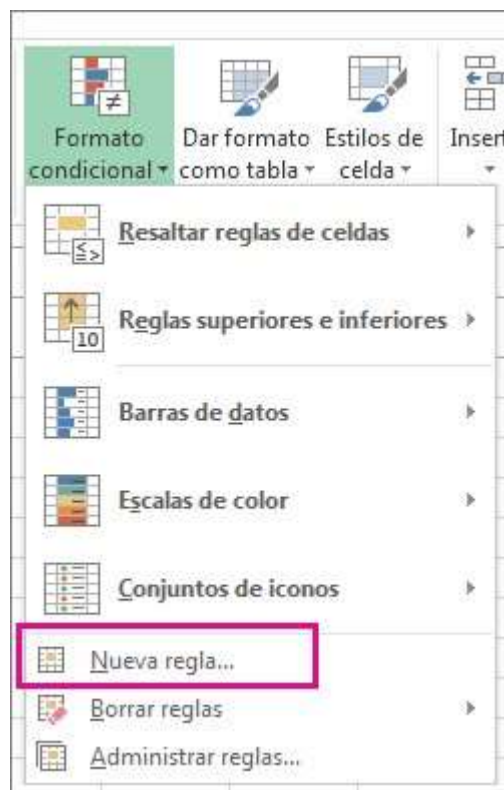 Formato Dar formato Estilos de Insert
condicional como tabla celda
Resaltar reglas de celdas
Reglas superiores e inferiores
10
Barras de datos
Escalas de color
Conjuntos de iconos
Nueva regla...
Borrar reglas
Administrar reglas...